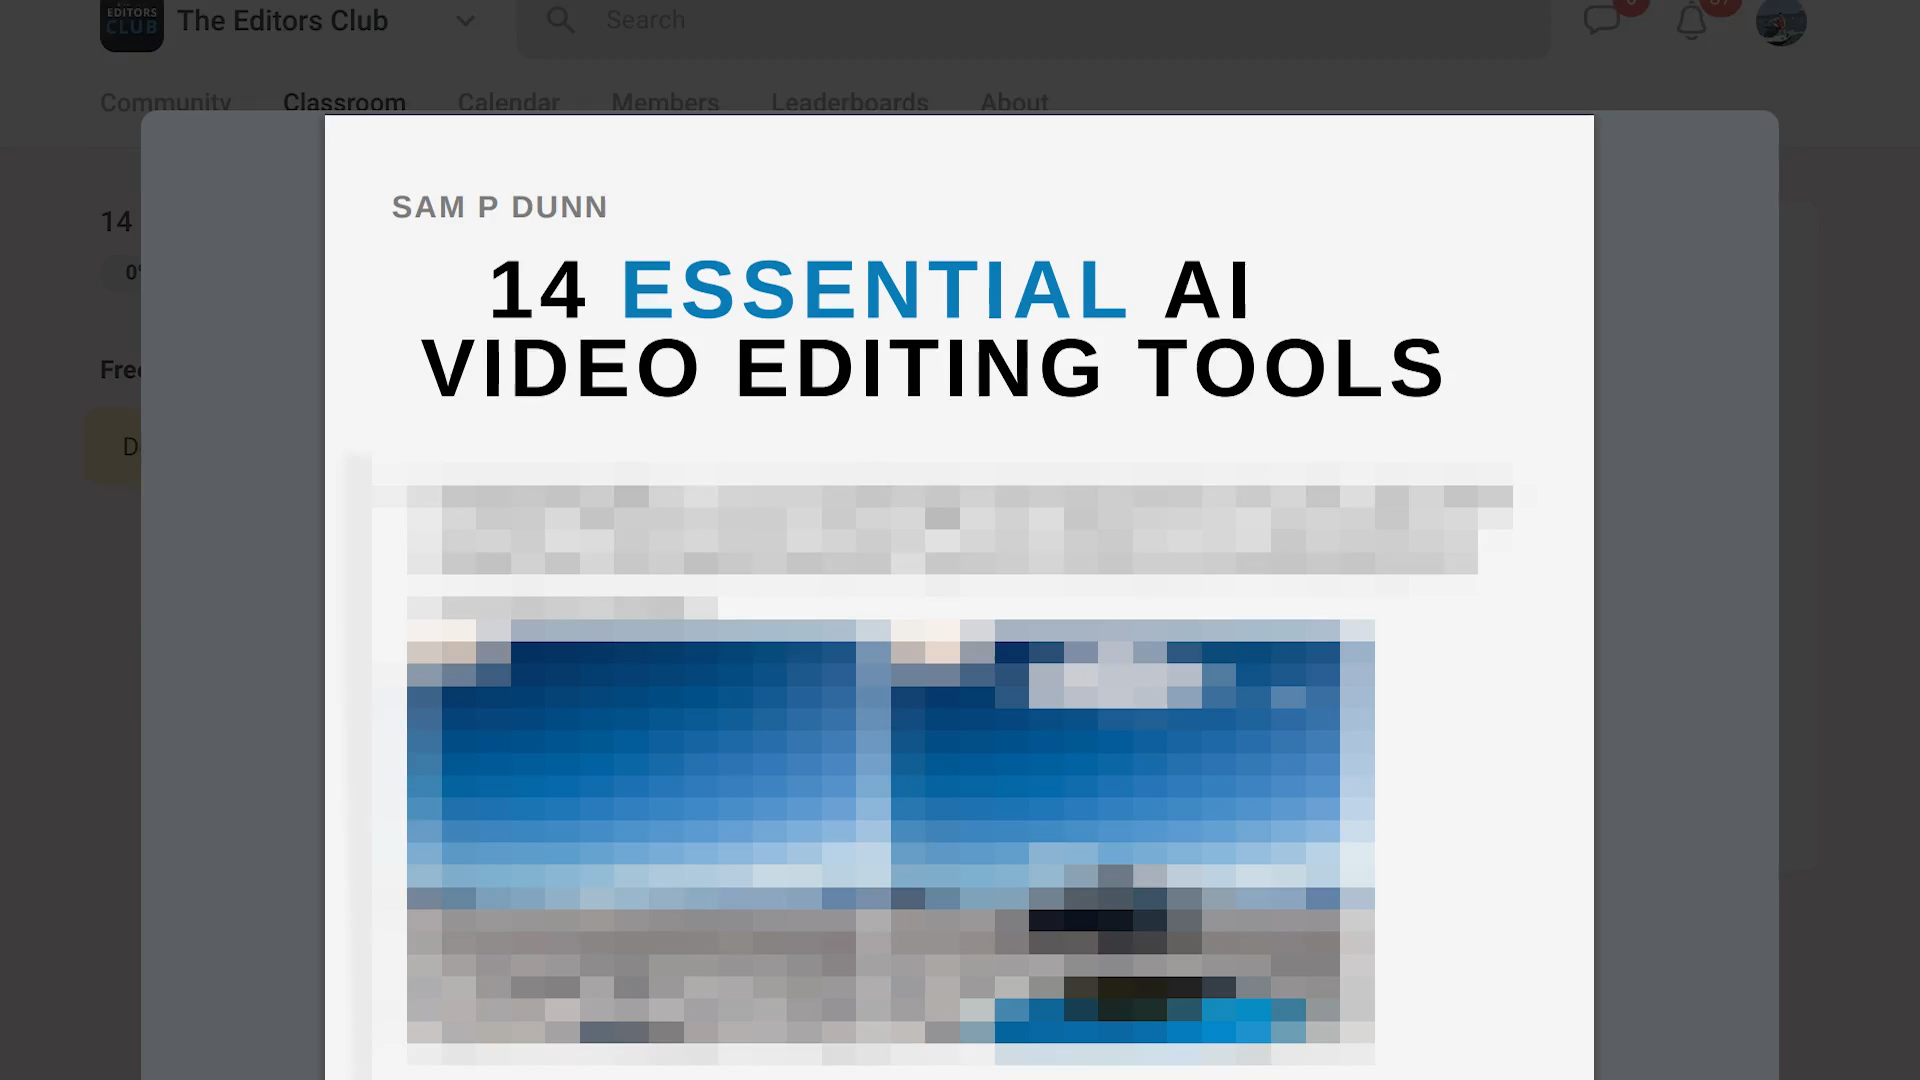 EDITORS
CLUB
The Editors Club
Search
Community
Classroom
Calendar
Members
Leaderboards
About
14
SAM P DUNN
14 ESSENTIAL AI
VIDEO EDITING TOOLS